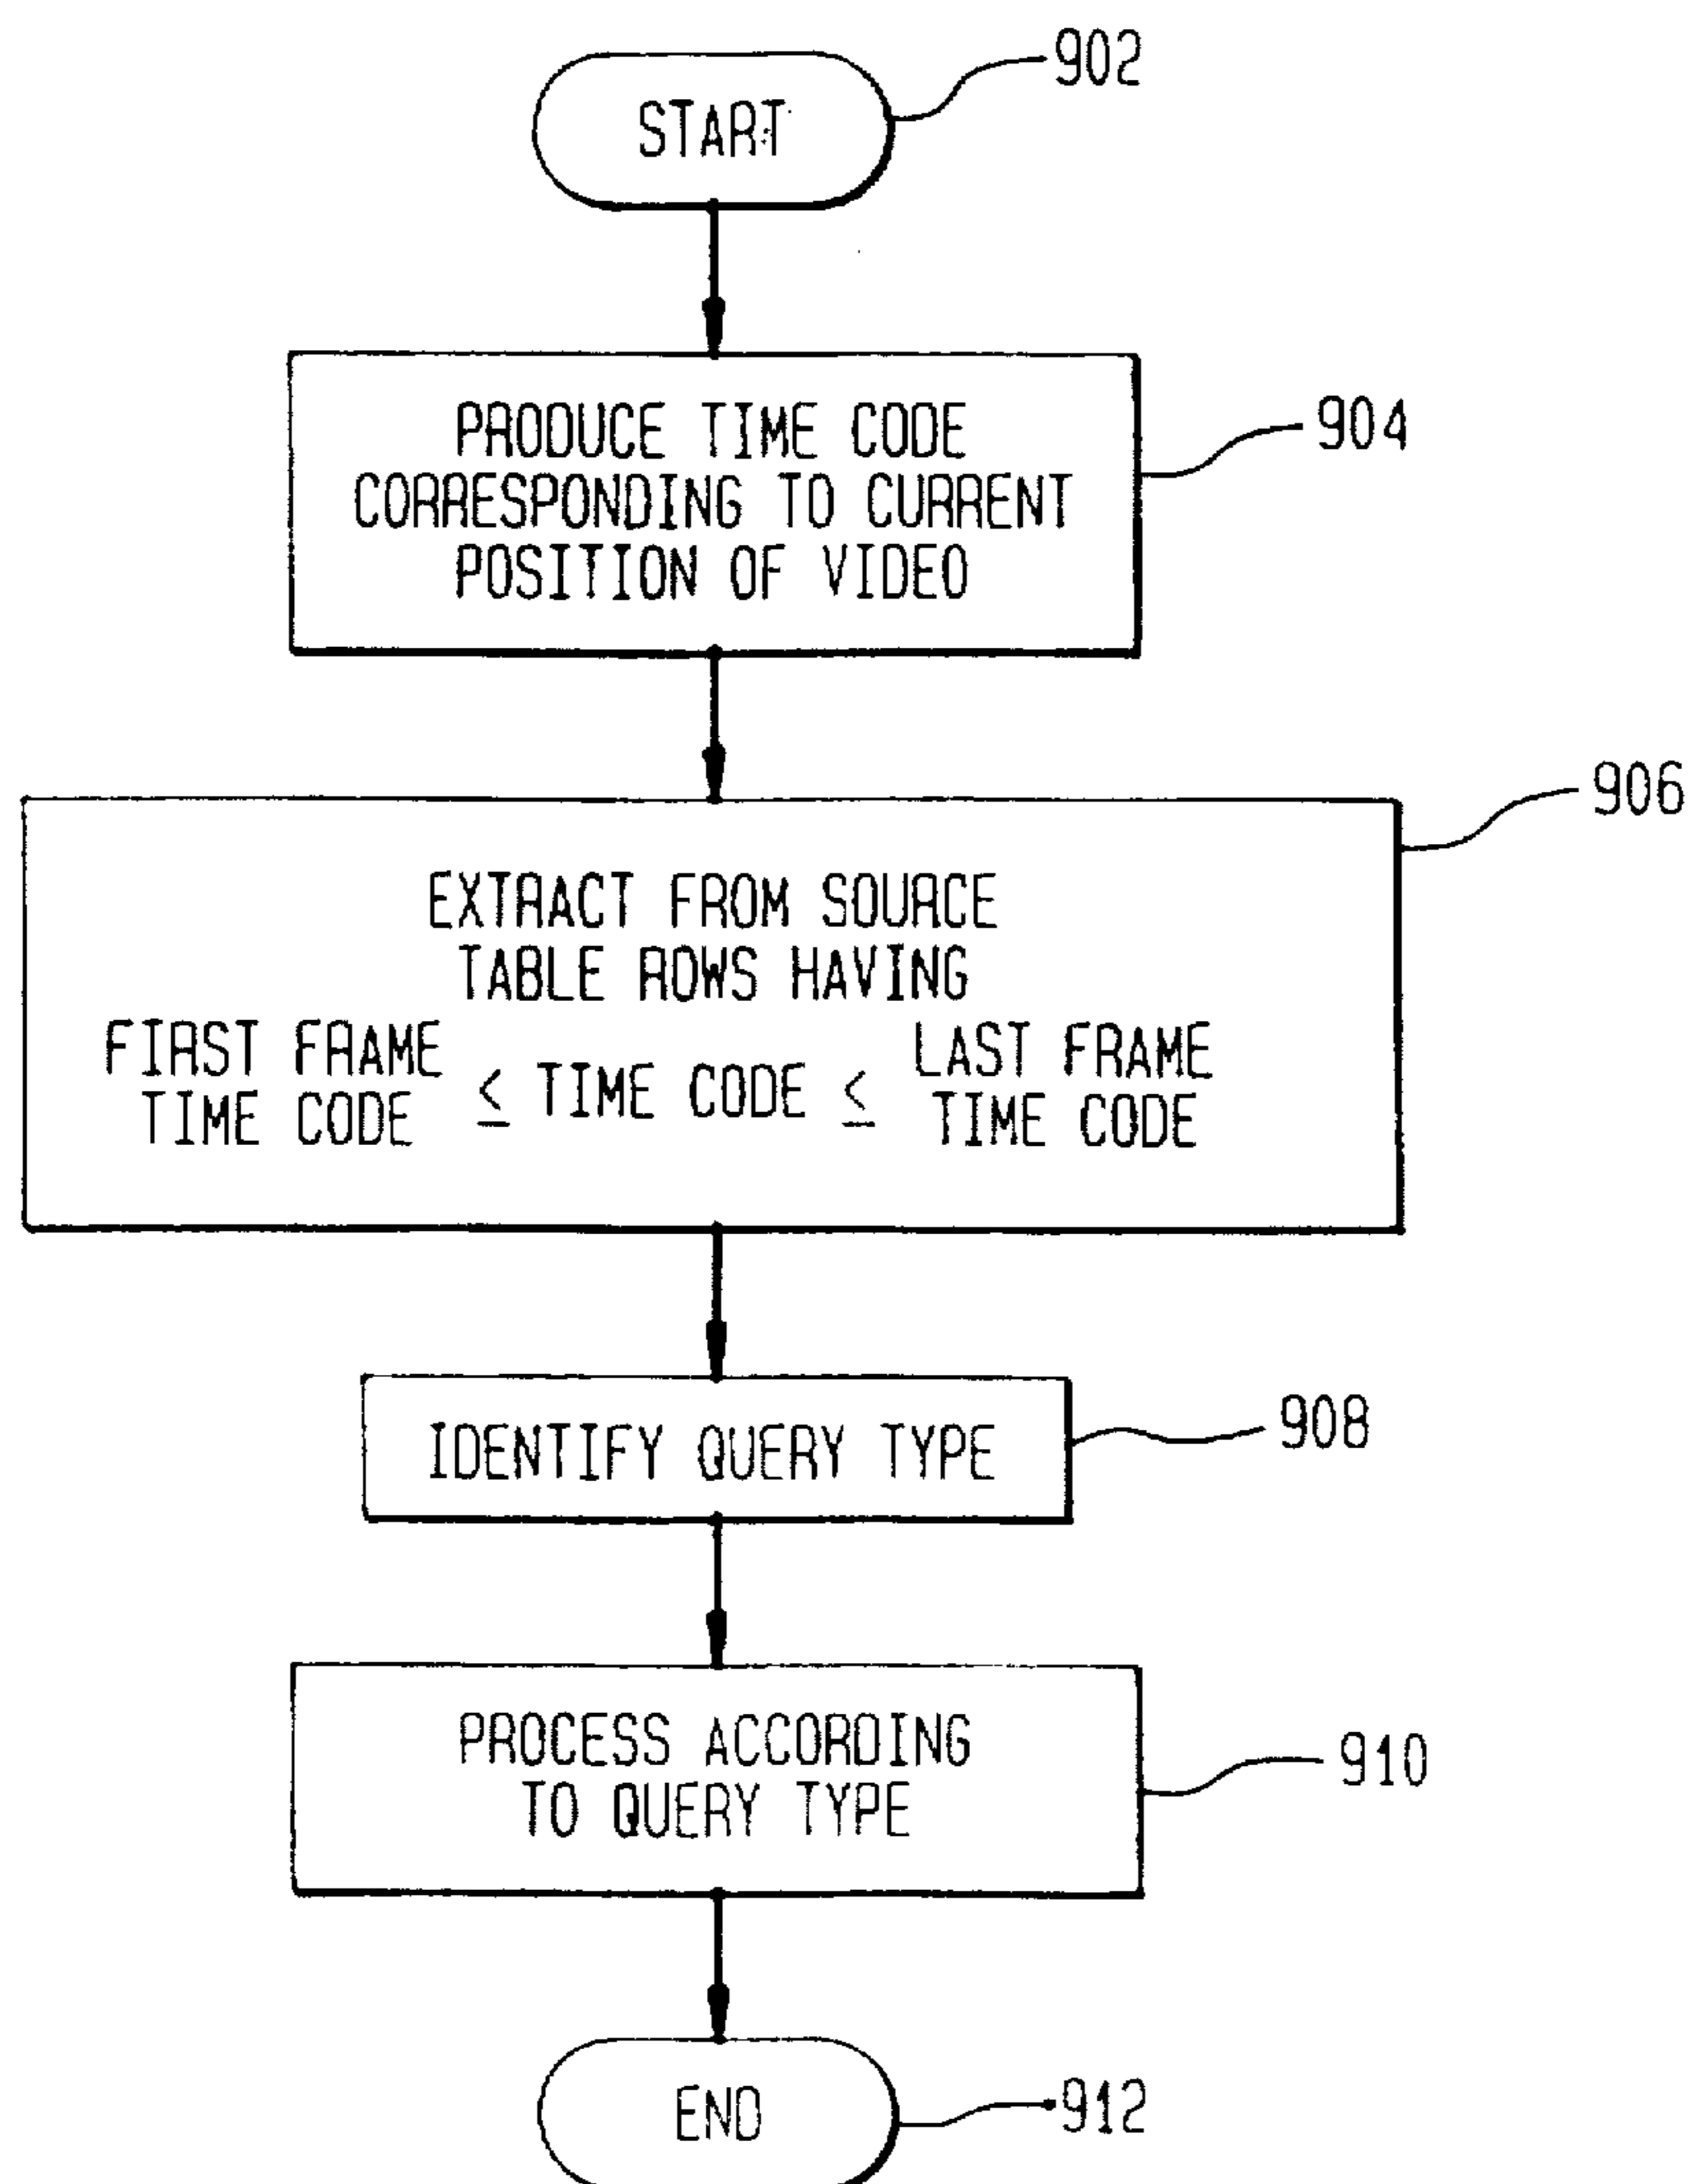 START
902
PRODUCE TIME CODE
CORRESPONDING TO CURRENT
POSITION OF VIDEO
904
EXTRACT FROM SOURCE
TABLE ROWS HAVING
FIRST FRAME
TIME CODE
≤ TIME CODE ≤
LAST FRAME
TIME CODE
906
IDENTIFY QUERY TYPE
908
PROCESS ACCORDING
TO QUERY TYPE
910
END
912